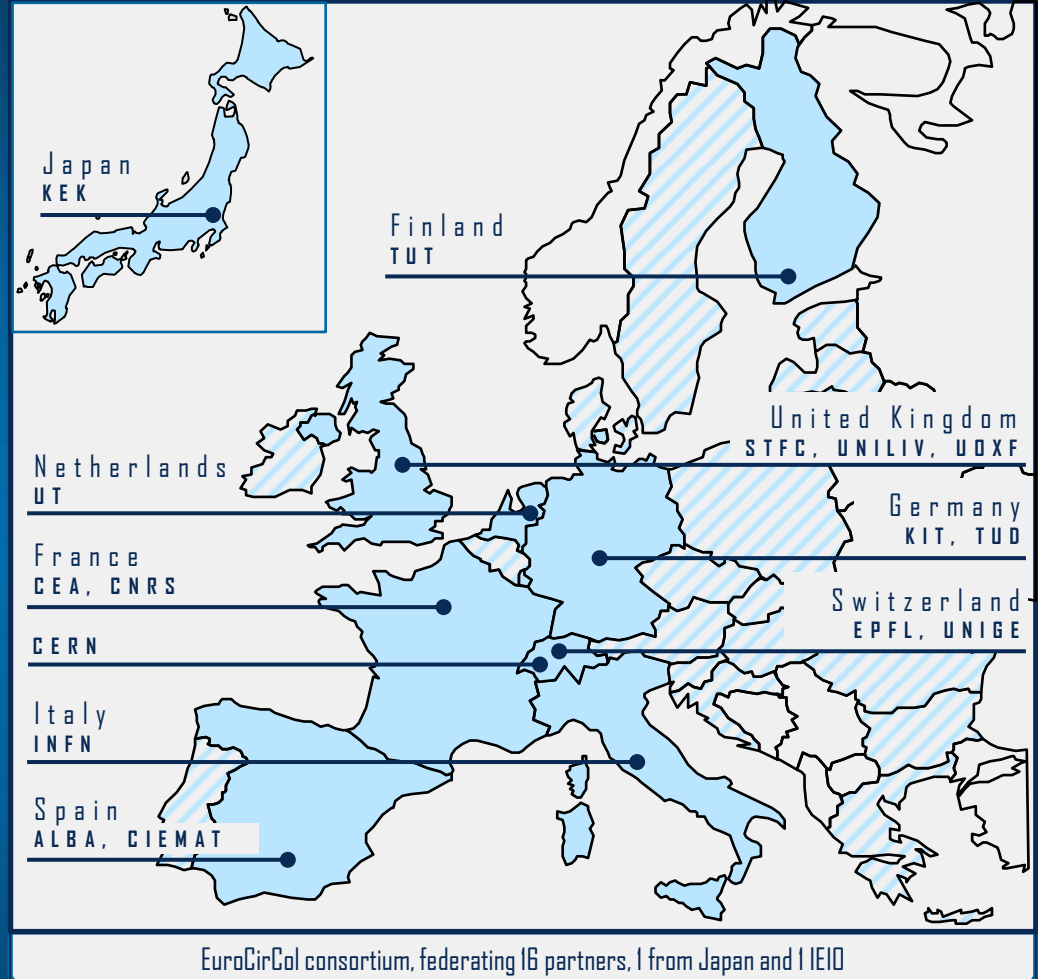 Japan
KEK
Finland
TUT
United Kingdom
STFC, UNILIV, UOXF
Netherlands
UT
Germany
KIT, TUD
France
CEA, CNRS
Switzerland
EPFL, UNIGE
CERN
Italy
INFN
Spain
ALBA, CIEMAT
EuroCirCol consortium, federating 16 partners, 1 from Japan and 1 IEIO